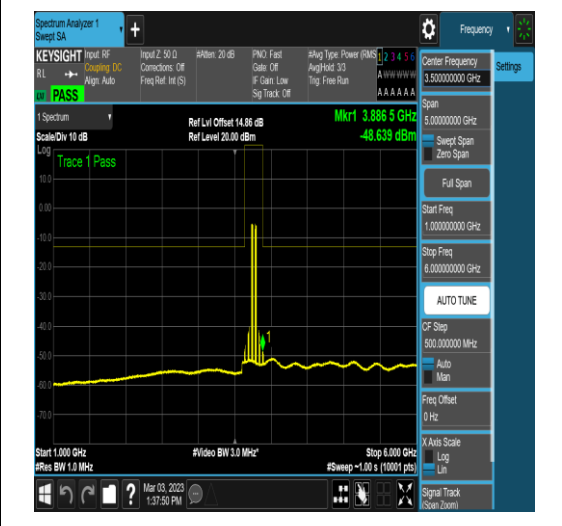 Spectrum Analyzer 1
Swept SA
+
Frequency
KEYSIGHT
RL
PASS
Input: RF
Coupling: DC
Align: Auto
Input Z: 50 Ω
Corrections: Off
Freq Ref: Int (S)
#Atten: 20 dB
PNO: Fast
Gate: Off
IF Gain: Low
Sig Track: Off
#Avg Type: Power (RMS)
Avg|Hold: 3/3
Trig: Free Run
1 2 3 4 5 6
A W W W W W
A A A A A A
Center Frequency
3.500000000 GHz
Settings
Span
5.00000000 GHz
Swept Span
Zero Span
Full Span
Start Freq
1.000000000 GHz
Stop Freq
6.000000000 GHz
AUTO TUNE
CF Step
500.000000 MHz
Auto
Man
Freq Offset
0 Hz
X Axis Scale
Log
Lin
Signal Track
(Span Zoom)
1 Spectrum
Scale/Div 10 dB
Ref Lvl Offset 14.86 dB
Ref Level 20.00 dBm
Mkr1 3.886 5 GHz
-48.639 dBm
Log
Trace 1 Pass
10.0
0.00
-10.0
-20.0
-30.0
-40.0
-50.0
-60.0
-70.0
1
Start 1.000 GHz
#Res BW 1.0 MHz
#Video BW 3.0 MHz*
Stop 6.000 GHz
#Sweep ~1.00 s (10001 pts)
?
Mar 03, 2023
1:37:50 PM